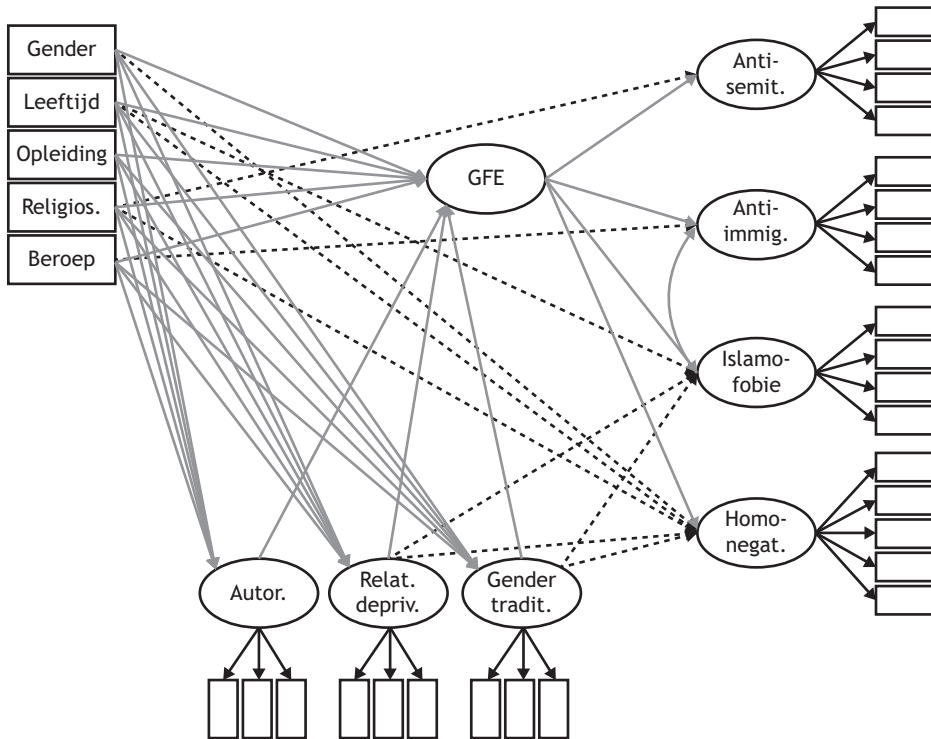 Gender
Leeftijd
Opleiding
Religios.
Beroep
GFE
Anti-
semit.
Anti-
immig.
Islamo-
fobie
Homo-
negat.
Autor.
Relat.
depriv.
Gender
tradit.